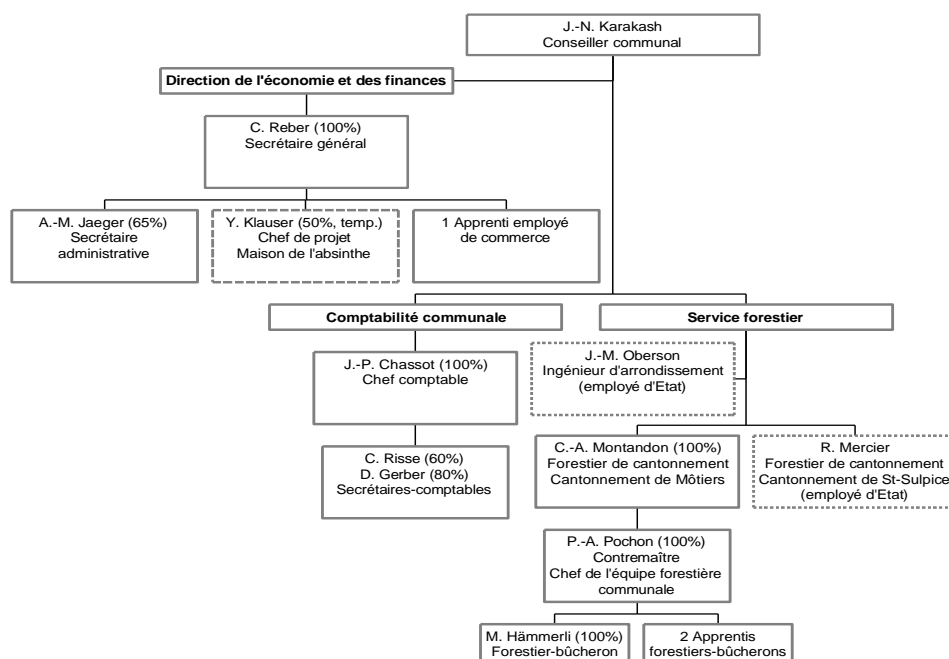 J.-N. Karakash
Conseiller communal
Direction de l'économie et des finances
C. Reber (100%)
Secrétaire général
A.-M. Jaeger (65%)
Secrétaire
administrative
Y. Klauser (50%, temp.)
Chef de projet
Maison de l'absinthe
1 Apprenti employé
de commerce
Comptabilité communale
Service forestier
J.-P. Chassot (100%)
Chef comptable
J.-M. Oberson
Ingénieur d'arrondissement
(employé d'Etat)
C. Risse (60%)
D. Gerber (80%)
Secrétaires-comptables
C.-A. Montandon (100%)
Forestier de cantonnement
Cantonnement de Môtiers
R. Mercier
Forestier de cantonnement
Cantonnement de St-Sulpice
(employé d'Etat)
P.-A. Pochon (100%)
Contremaître
Chef de l'équipe forestière
communale
M. Hämmerli (100%)
Forestier-bûcheron
2 Apprentis
forestiers-bûcherons